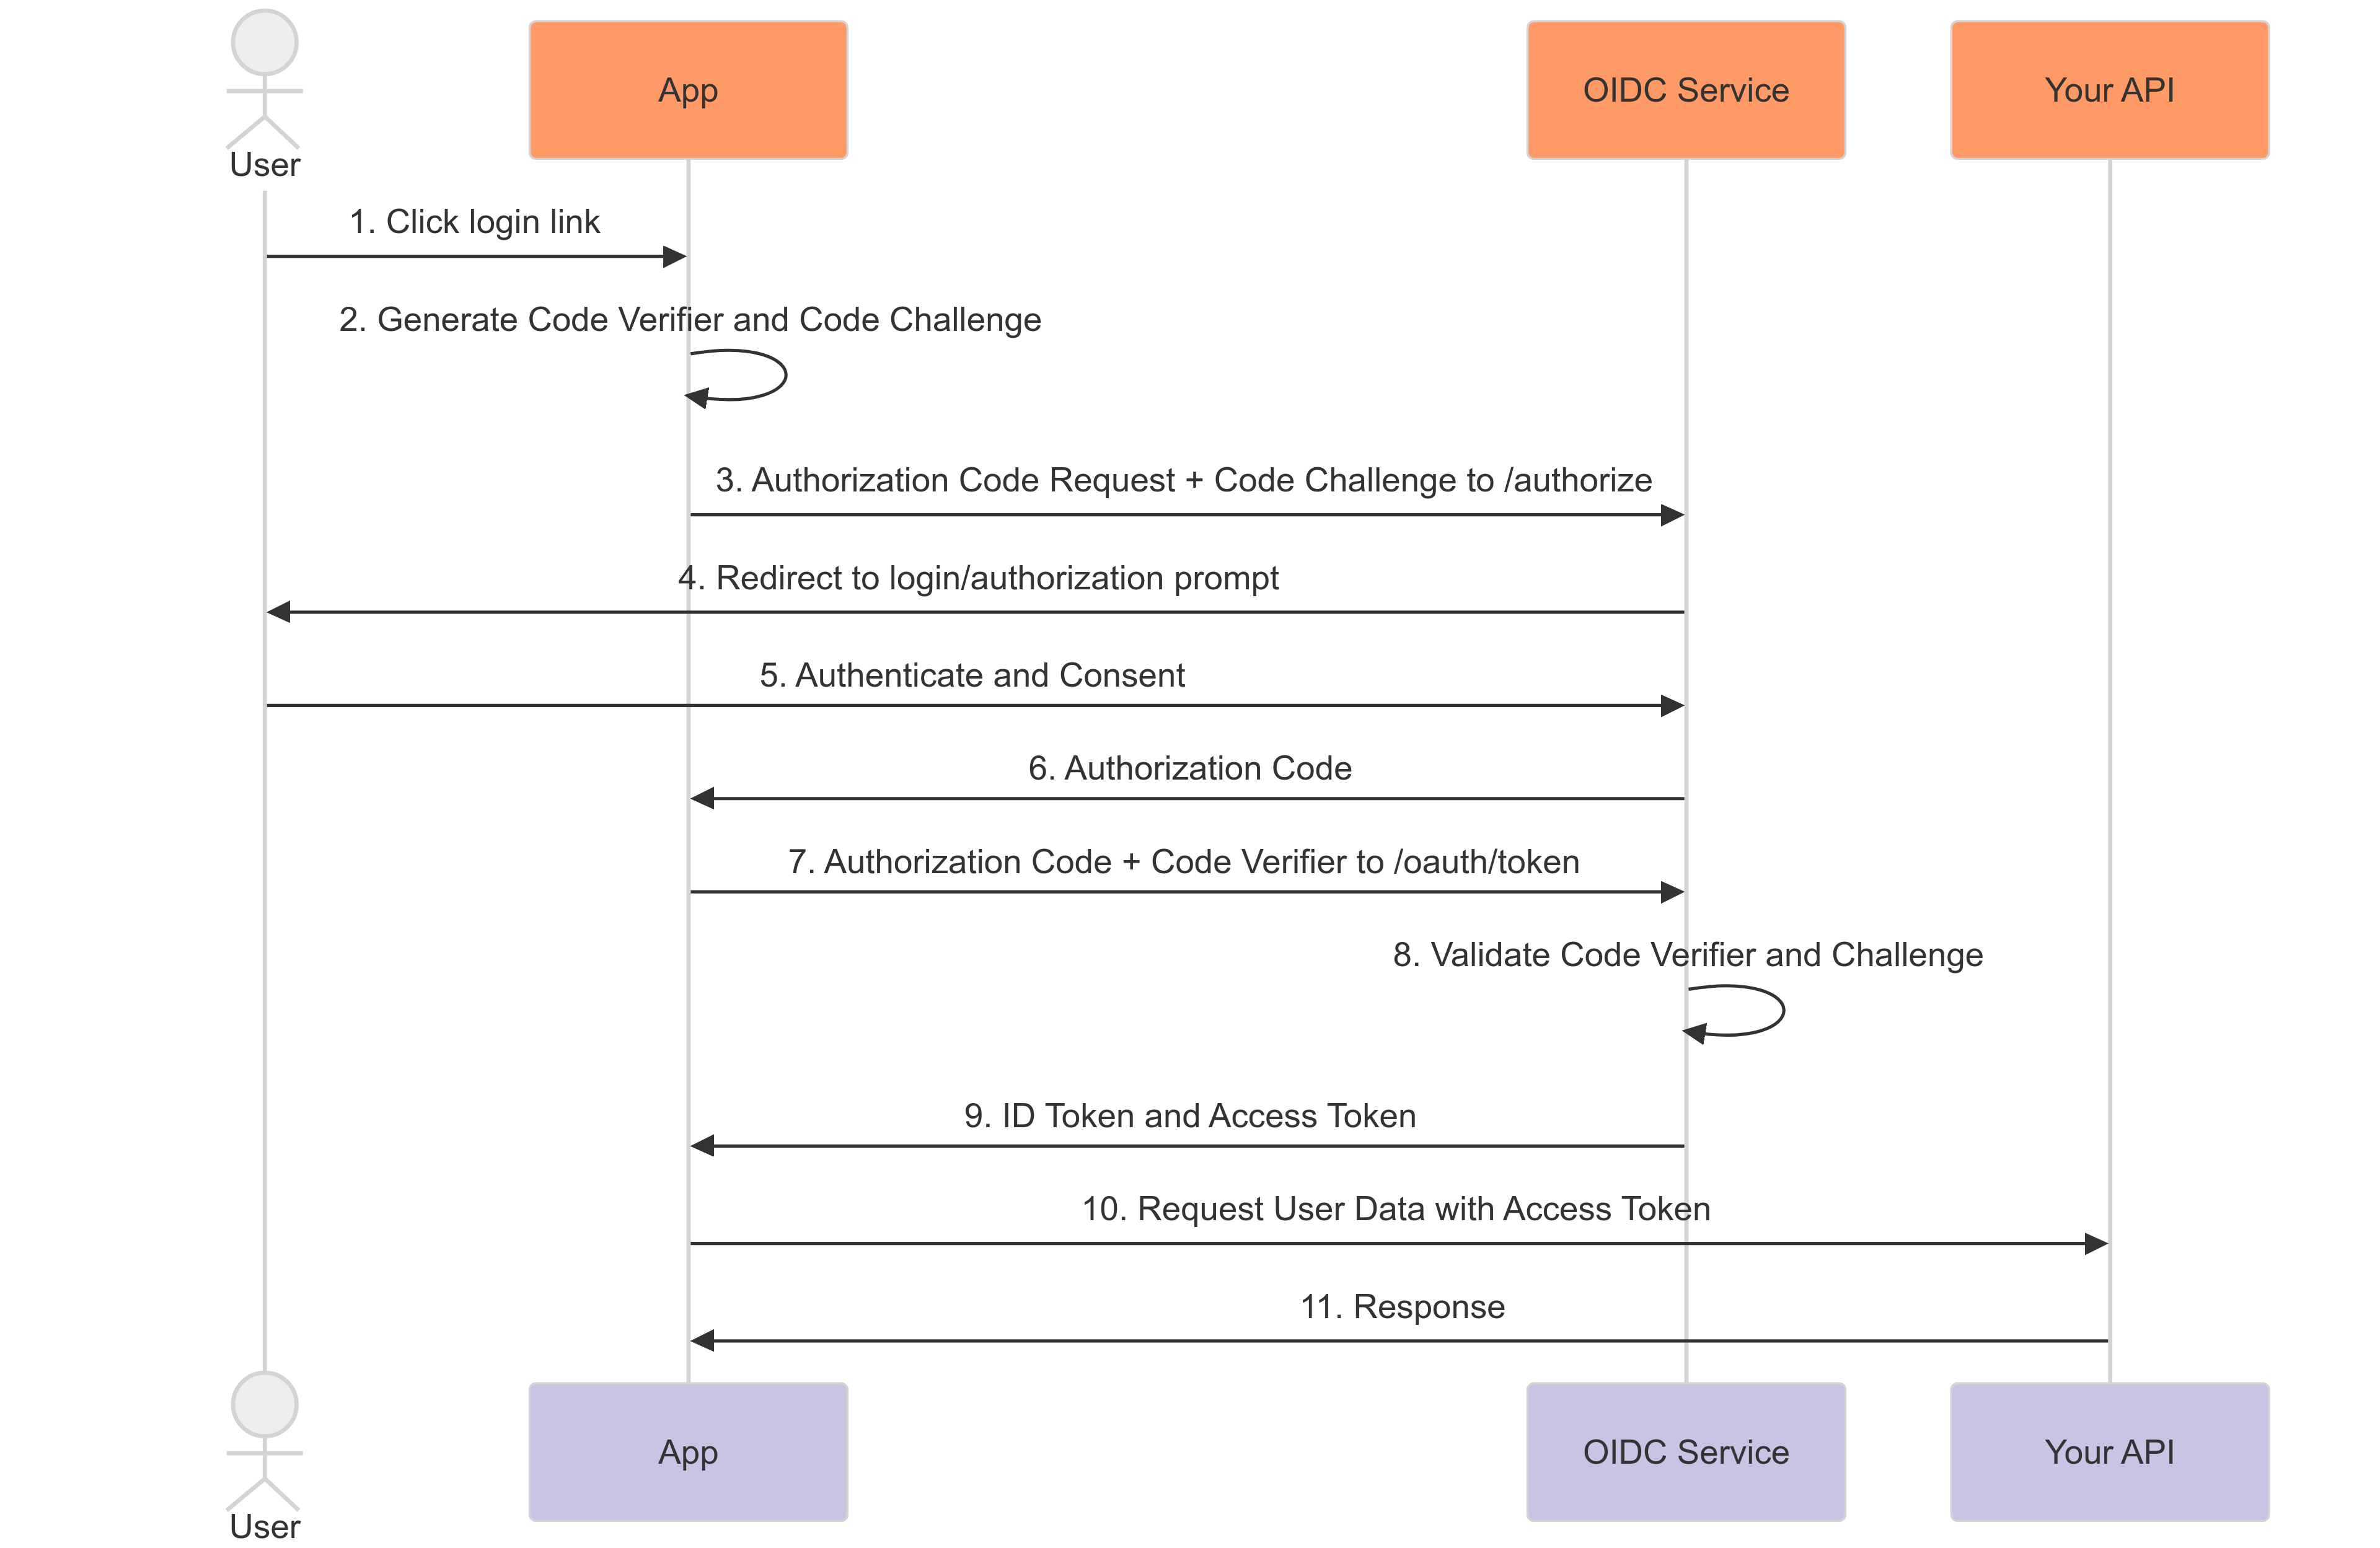 User
App
OIDC Service
Your API
1. Click login link
2. Generate Code Verifier and Code Challenge
3. Authorization Code Request + Code Challenge to /authorize
4. Redirect to login/authorization prompt
5. Authenticate and Consent
6. Authorization Code
7. Authorization Code + Code Verifier to /oauth/token
8. Validate Code Verifier and Challenge
9. ID Token and Access Token
10. Request User Data with Access Token
11. Response
User
App
OIDC Service
Your API